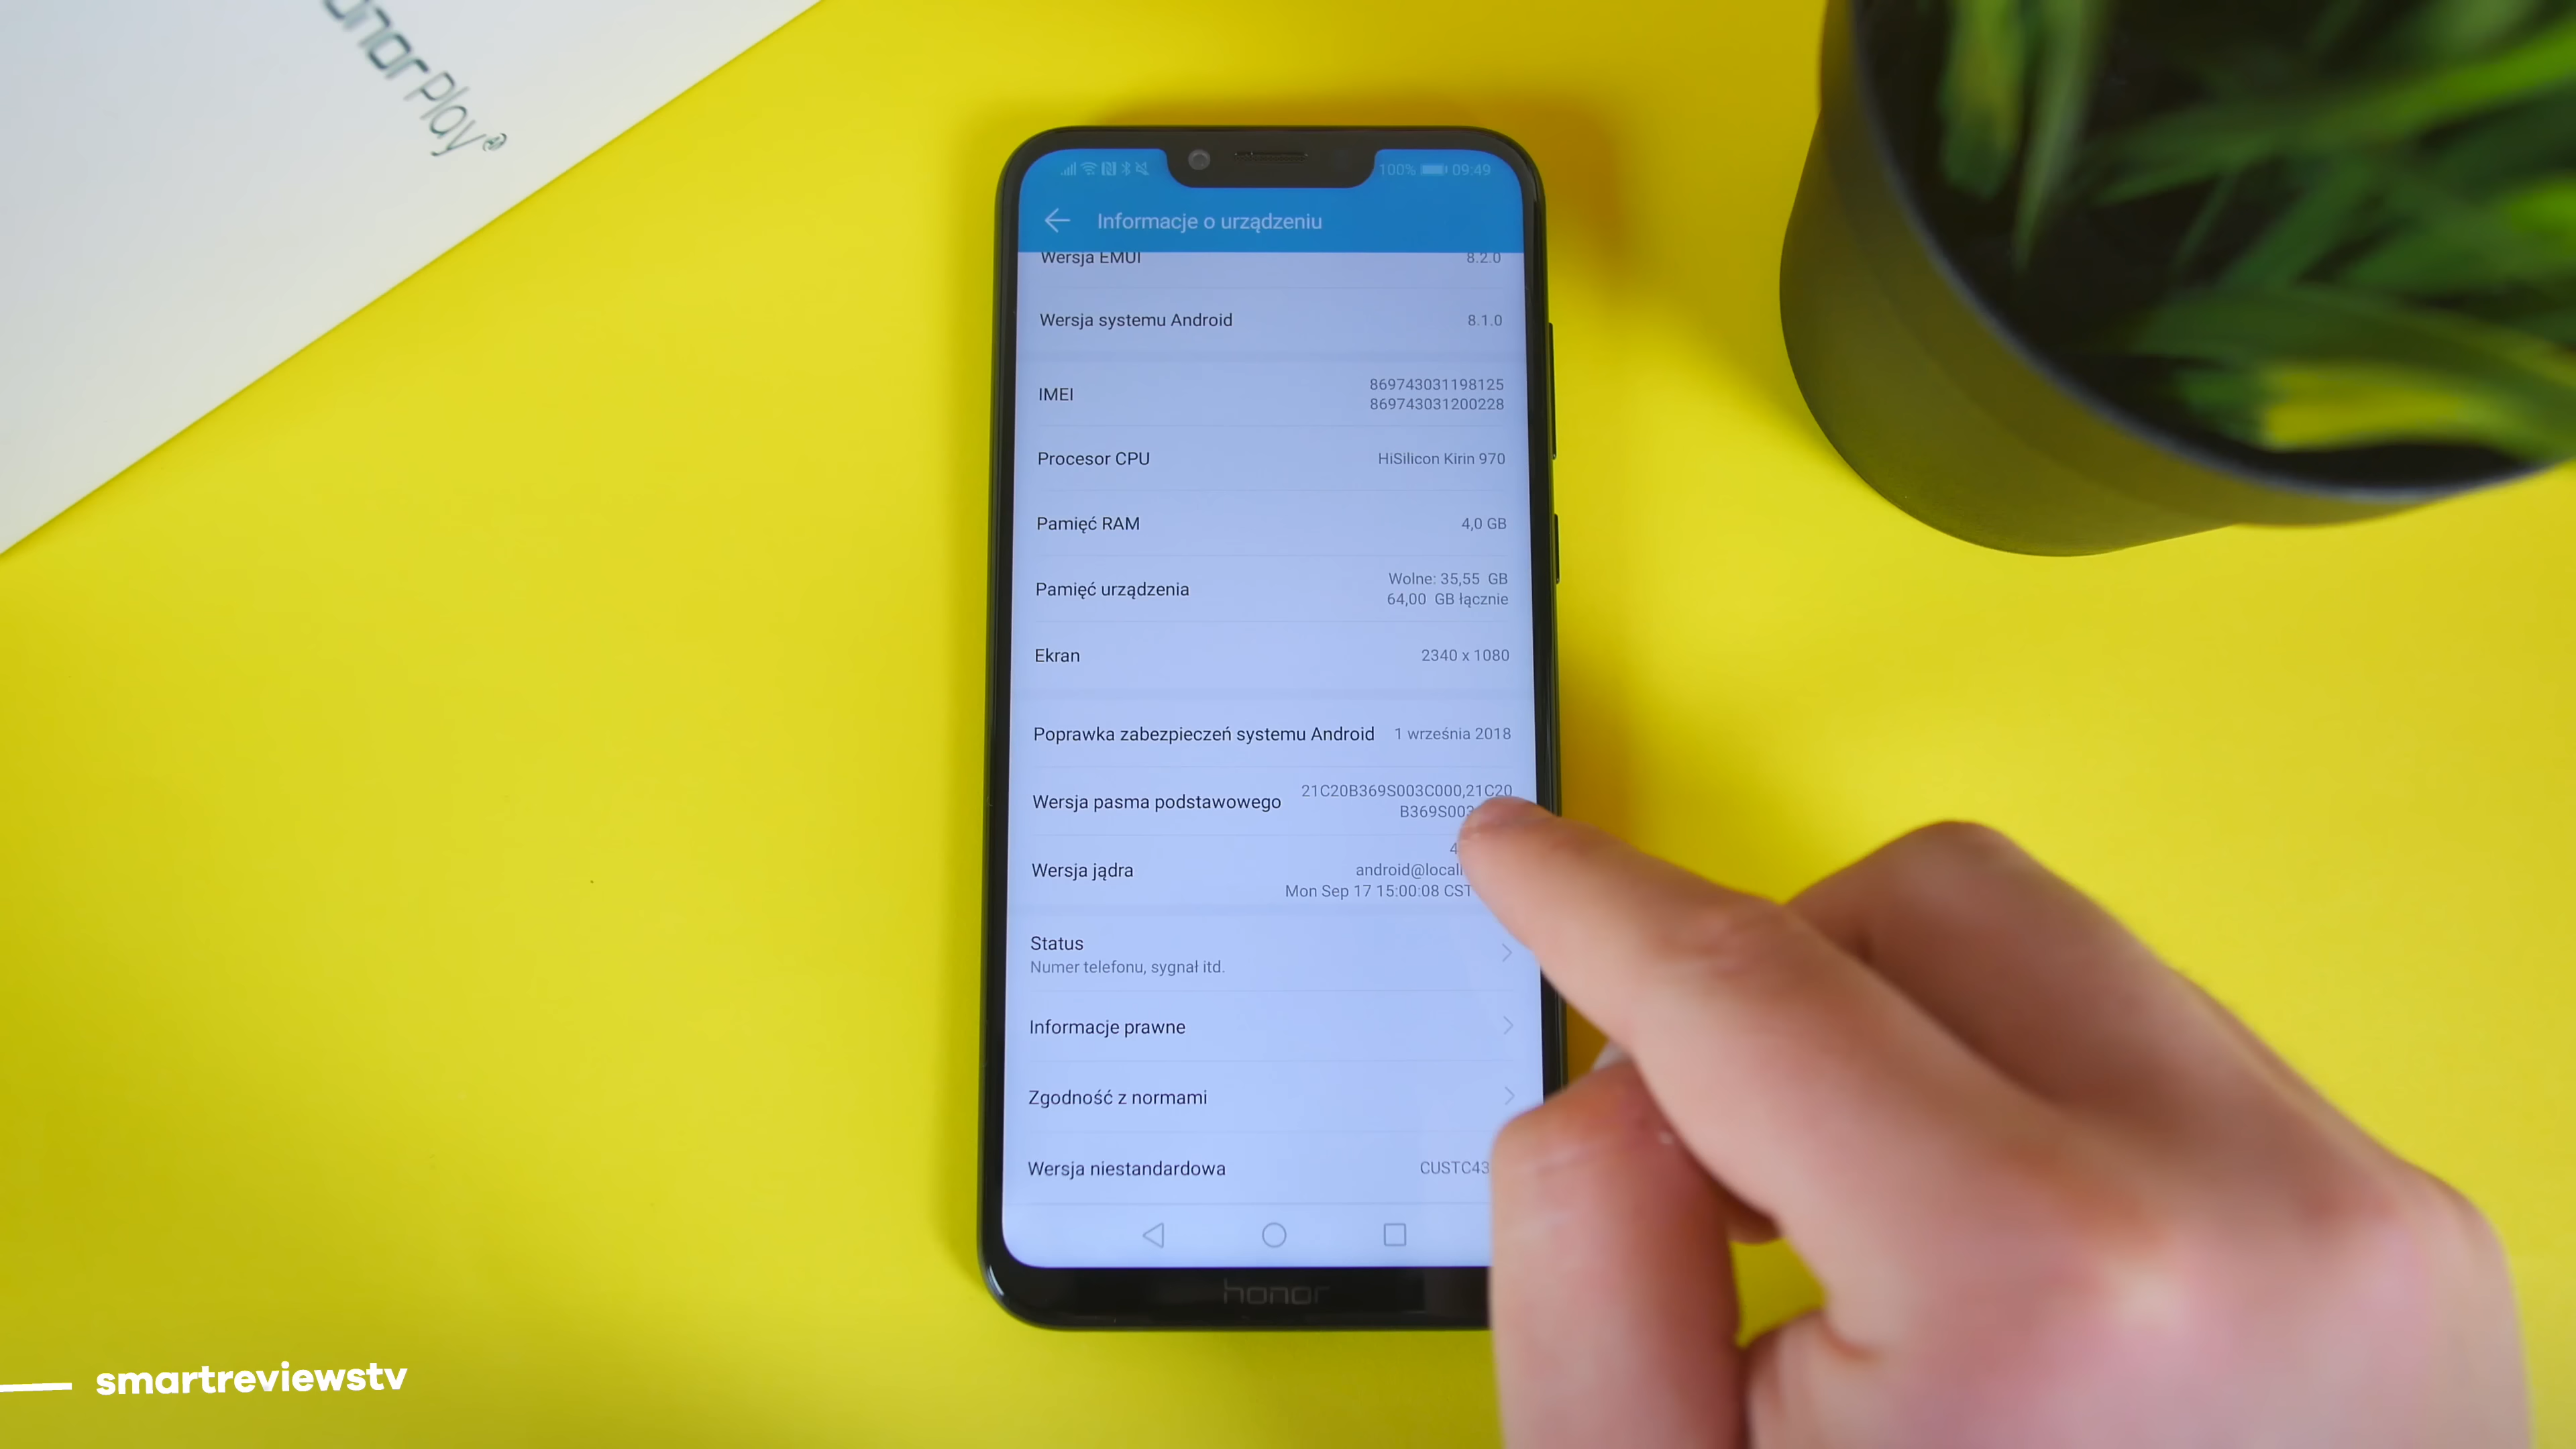 honor Play
100% 09:49
Informacje o urządzeniu
Wersja EMUI 8.2.0
Wersja systemu Android 8.1.0
IMEI 869743031198125
869743031200228
Procesor CPU HiSilicon Kirin 970
Pamięć RAM 4,0 GB
Pamięć urządzenia Wolne: 35,55 GB
64,00 GB łącznie
Ekran 2340 x 1080
Poprawka zabezpieczeń systemu Android 1 września 2018
Wersja pasma podstawowego 21C20B369S003C000,21C20
B369S003
Wersja jądra 4
android@local
Mon Sep 17 15:00:08 CST
Status
Numer telefonu, sygnał itd.
Informacje prawne
Zgodność z normami
Wersja niestandardowa CUSTC43
honor
smartreviewstv